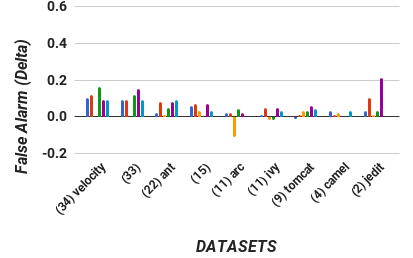 0.6
0.4
0.2
0.0
-0.2
False Alarm (Delta)
(34) velocity
(33)
(22) ant
(15)
(11) arc
(11) ivy
(9) tomcat
(4) camel
(2) jedit
DATASETS